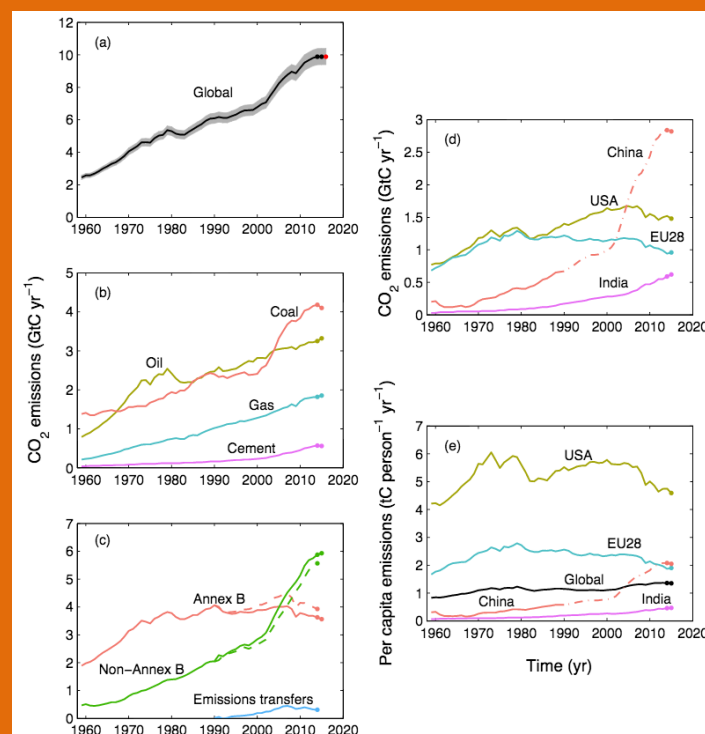 (a)
Global
12
10
8
6
4
2
0
1960 1970 1980 1990 2000 2010 2020
CO₂ emissions (GtC yr⁻¹)
(b)
Coal
Oil
Gas
Cement
5
4
3
2
1
0
1960 1970 1980 1990 2000 2010 2020
(c)
Annex B
Non−Annex B
Emissions transfers
7
6
5
4
3
2
1
0
1960 1970 1980 1990 2000 2010 2020
CO₂ emissions (GtC yr⁻¹)
(d)
China
USA
EU28
India
3
2.5
2
1.5
1
0.5
0
1960 1970 1980 1990 2000 2010 2020
Per capita emissions (tC person⁻¹ yr⁻¹)
(e)
USA
EU28
Global
China
India
7
6
5
4
3
2
1
0
1960 1970 1980 1990 2000 2010 2020
Time (yr)